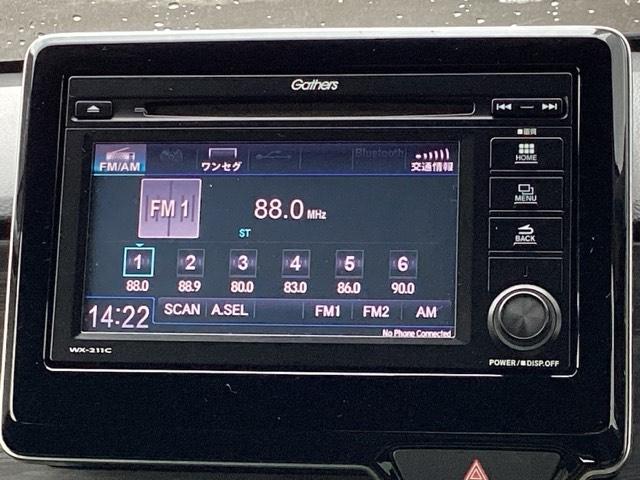 Gathers
■画質
FM/AM ワンセグ Bluetooth 交通情報
HOME
FM 1 88.0 MHz
ST
MENU
BACK
1 2 3 4 5 6
88.0 88.9 80.0 83.0 86.0 90.0
14:22 SCAN A.SEL FM1 FM2 AM
No Phone Connected
WX-211C
POWER/■DISP.OFF